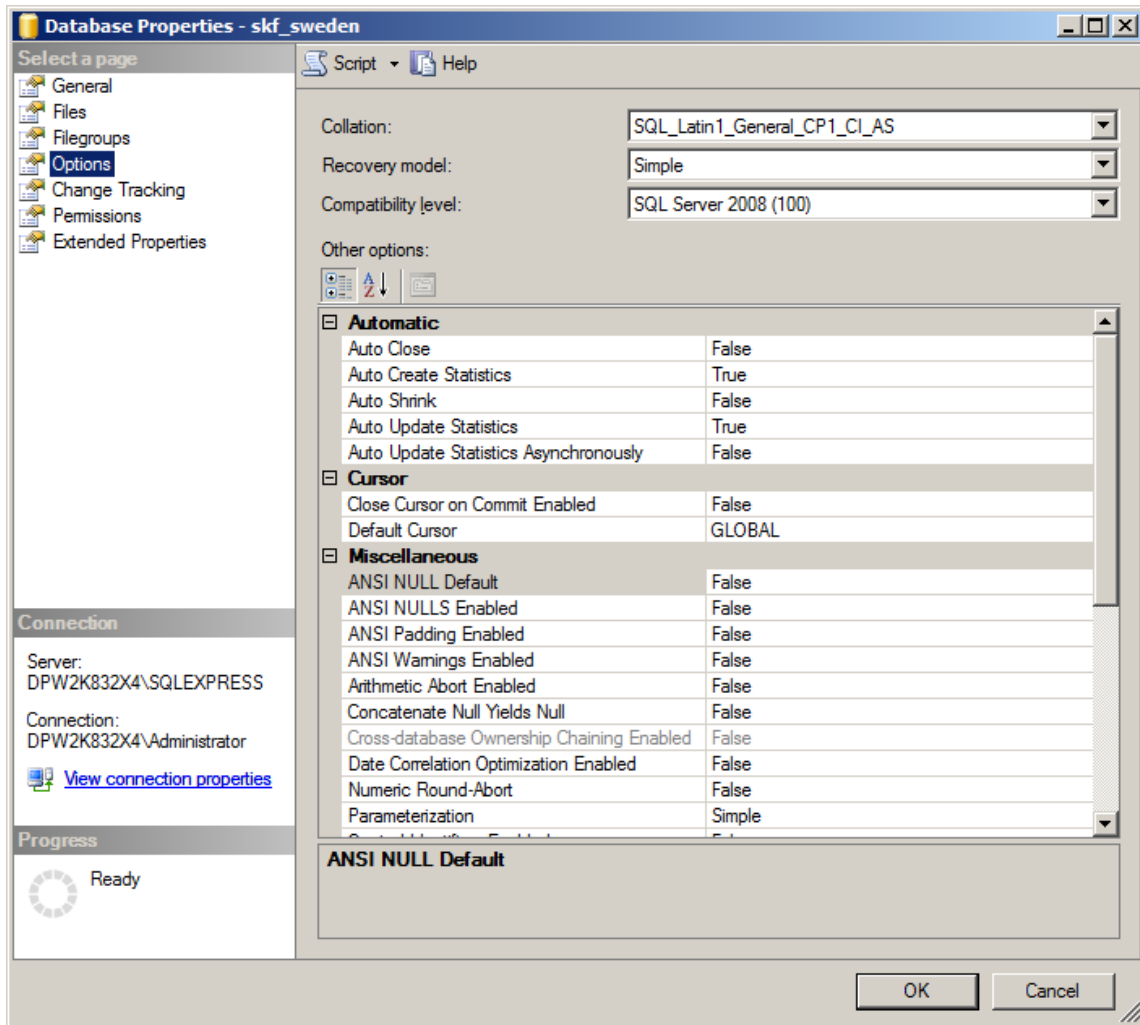 Database Properties - skf_sweden
Select a page
General
Files
Filegroups
Options
Change Tracking
Permissions
Extended Properties
Connection
Server:
DPW2K832X4\SQLEXPRESS
Connection:
DPW2K832X4\Administrator
View connection properties
Progress
Ready
Script Help
Collation: SQL_Latin1_General_CP1_CI_AS
Recovery model: Simple
Compatibility level: SQL Server 2008 (100)
Other options:
Automatic
Auto Close False
Auto Create Statistics True
Auto Shrink False
Auto Update Statistics True
Auto Update Statistics Asynchronously False
Cursor
Close Cursor on Commit Enabled False
Default Cursor GLOBAL
Miscellaneous
ANSI NULL Default False
ANSI NULLS Enabled False
ANSI Padding Enabled False
ANSI Warnings Enabled False
Arithmetic Abort Enabled False
Concatenate Null Yields Null False
Cross-database Ownership Chaining Enabled False
Date Correlation Optimization Enabled False
Numeric Round-Abort False
Parameterization Simple
ANSI NULL Default
OK Cancel